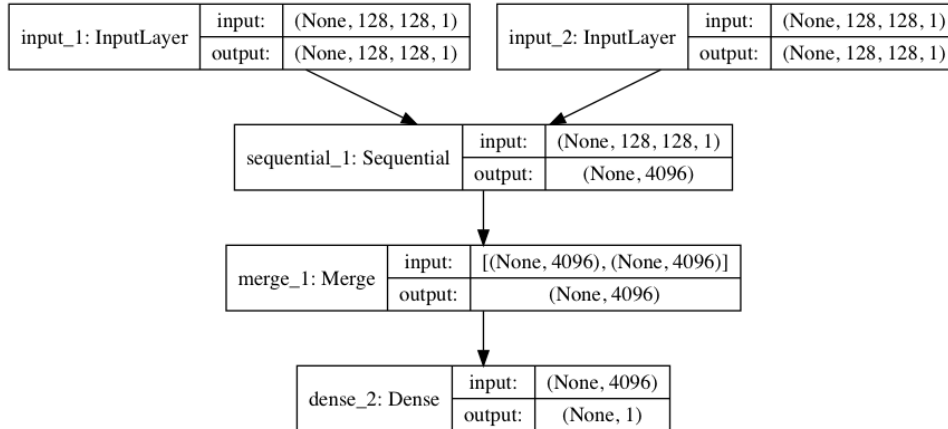 input_1: InputLayer
input: (None, 128, 128, 1)
output: (None, 128, 128, 1)
input_2: InputLayer
input: (None, 128, 128, 1)
output: (None, 128, 128, 1)
sequential_1: Sequential
input: (None, 128, 128, 1)
output: (None, 4096)
merge_1: Merge
input: [(None, 4096), (None, 4096)]
output: (None, 4096)
dense_2: Dense
input: (None, 4096)
output: (None, 1)